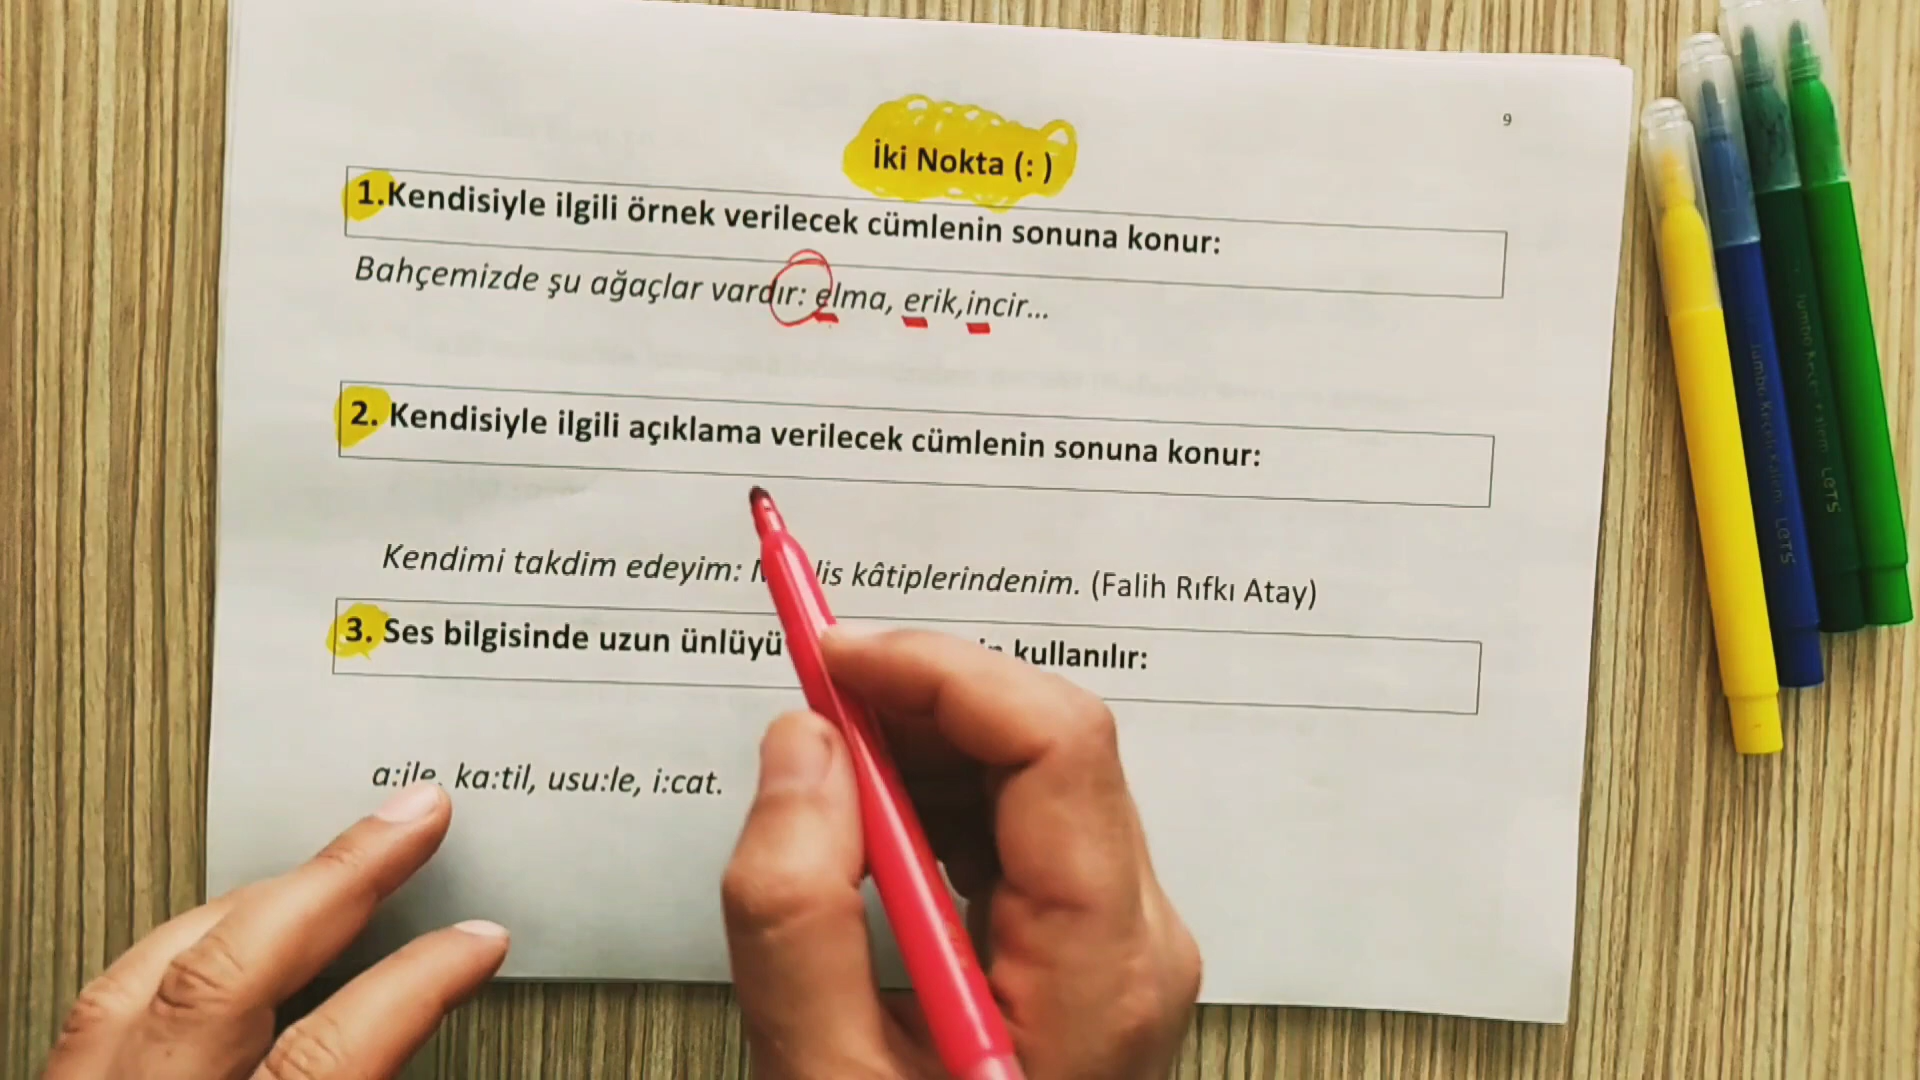 9
İki Nokta (: )
1.Kendisiyle ilgili örnek verilecek cümlenin sonuna konur:
Bahçemizde şu ağaçlar vardır: elma, erik,incir...
2. Kendisiyle ilgili açıklama verilecek cümlenin sonuna konur:
Kendimi takdim edeyim: kâtiplerindenim. (Falih Rıfkı Atay)
3. Ses bilgisinde uzun ünlüyü kullanılır:
a:ile, ka:til, usu:le, i:cat.
LeTS
LeTS